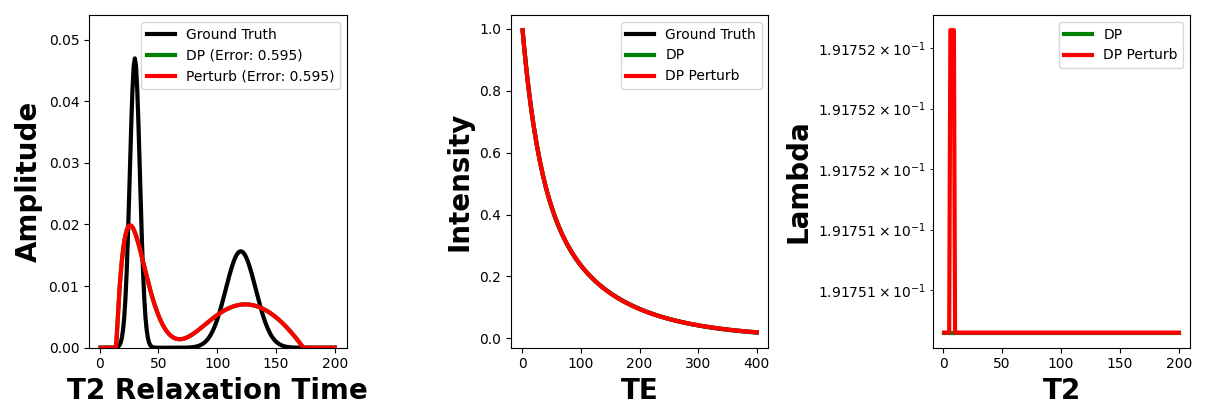 Amplitude
0.05
0.04
0.03
0.02
0.01
0.00
Ground Truth
DP (Error: 0.595)
Perturb (Error: 0.595)
0 50 100 150 200
T2 Relaxation Time
Intensity
1.0
0.8
0.6
0.4
0.2
0.0
Ground Truth
DP
DP Perturb
0 100 200 300 400
TE
Lambda
1.91752 × 10⁻¹
1.91752 × 10⁻¹
1.91752 × 10⁻¹
1.91751 × 10⁻¹
1.91751 × 10⁻¹
DP
DP Perturb
0 50 100 150 200
T2